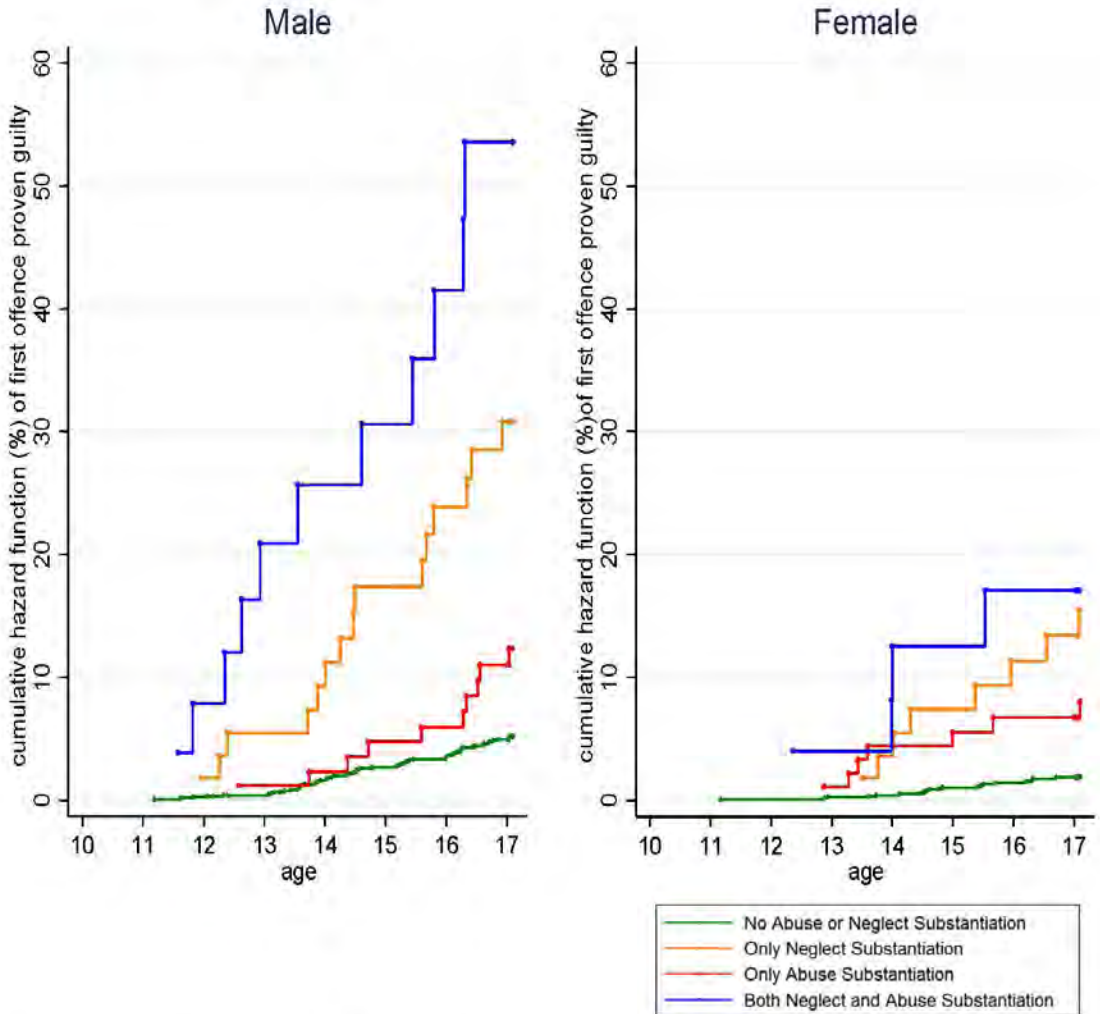 Male
cumulative hazard function (%) of first offence proven guilty
60
50
40
30
20
10
0
10 11 12 13 14 15 16 17
age
Female
cumulative hazard function (%)of first offence proven guilty
60
50
40
30
20
10
0
10 11 12 13 14 15 16 17
age
No Abuse or Neglect Substantiation
Only Neglect Substantiation
Only Abuse Substantiation
Both Neglect and Abuse Substantiation